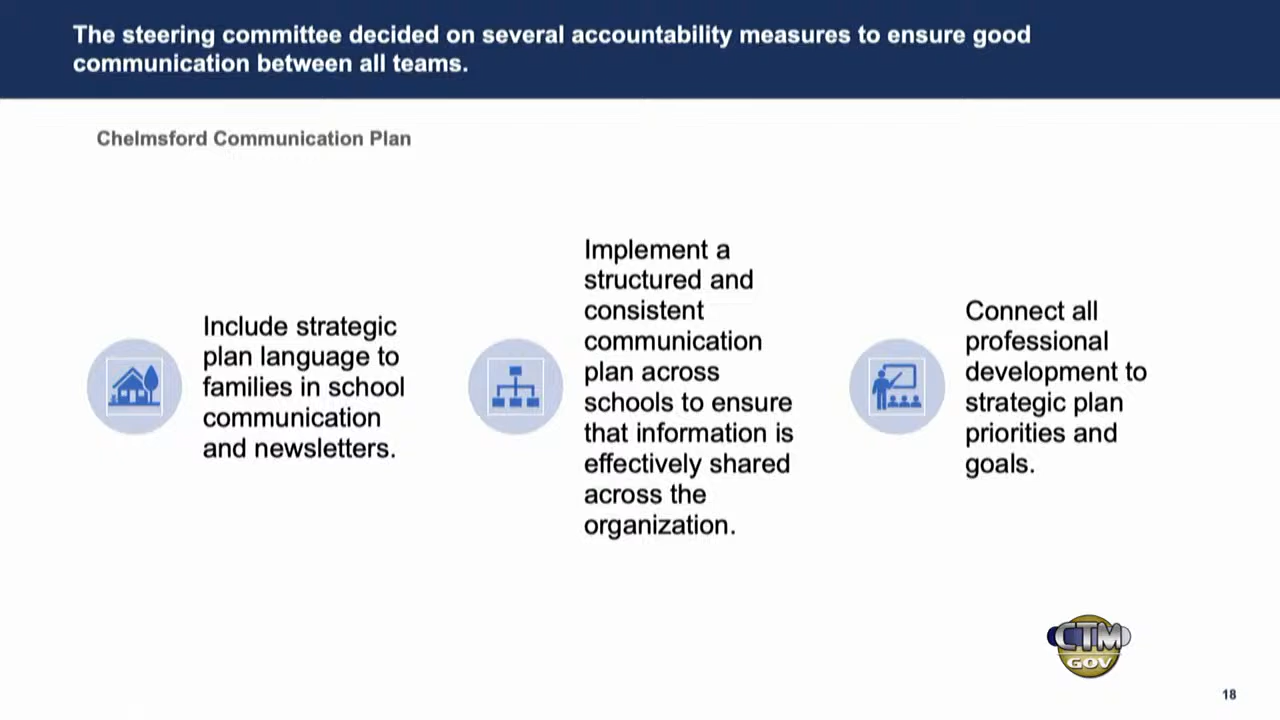 The steering committee decided on several accountability measures to ensure good
communication between all teams.
Chelmsford Communication Plan
Include strategic
plan language to
families in school
communication
and newsletters.
Implement a
structured and
consistent
communication
plan across
schools to ensure
that information is
effectively shared
across the
organization.
Connect all
professional
development to
strategic plan
priorities and
goals.
CTM
GOV
18